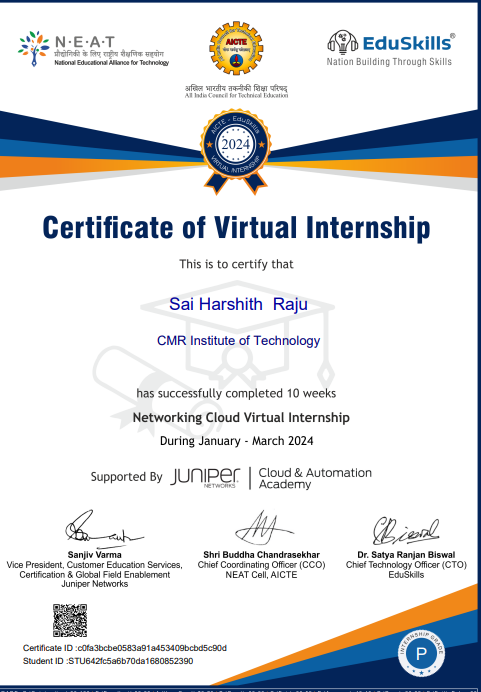 N·E·A·T
प्रौद्योगिकी के लिए राष्ट्रीय शैक्षणिक सहयोग
National Educational Alliance for Technology
AICTE
अखिल भारतीय तकनीकी शिक्षा परिषद्
All India Council for Technical Education
EduSkills®
Nation Building Through Skills
AICTE - EduSkills
2024
VIRTUAL INTERNSHIP
Certificate of Virtual Internship
This is to certify that
Sai Harshith Raju
CMR Institute of Technology
has successfully completed 10 weeks
Networking Cloud Virtual Internship
During January - March 2024
Supported By JUNIPER NETWORKS | Cloud & Automation Academy
Sanjiv Varma
Vice President, Customer Education Services,
Certification & Global Field Enablement
Juniper Networks
Shri Buddha Chandrasekhar
Chief Coordinating Officer (CCO)
NEAT Cell, AICTE
Dr. Satya Ranjan Biswal
Chief Technology Officer (CTO)
EduSkills
Certificate ID :c0fa3bcbe0583a91a453409bcbd5c90d
Student ID :STU642fc5a6b70da1680852390
INTERNSHIP GRADE
P